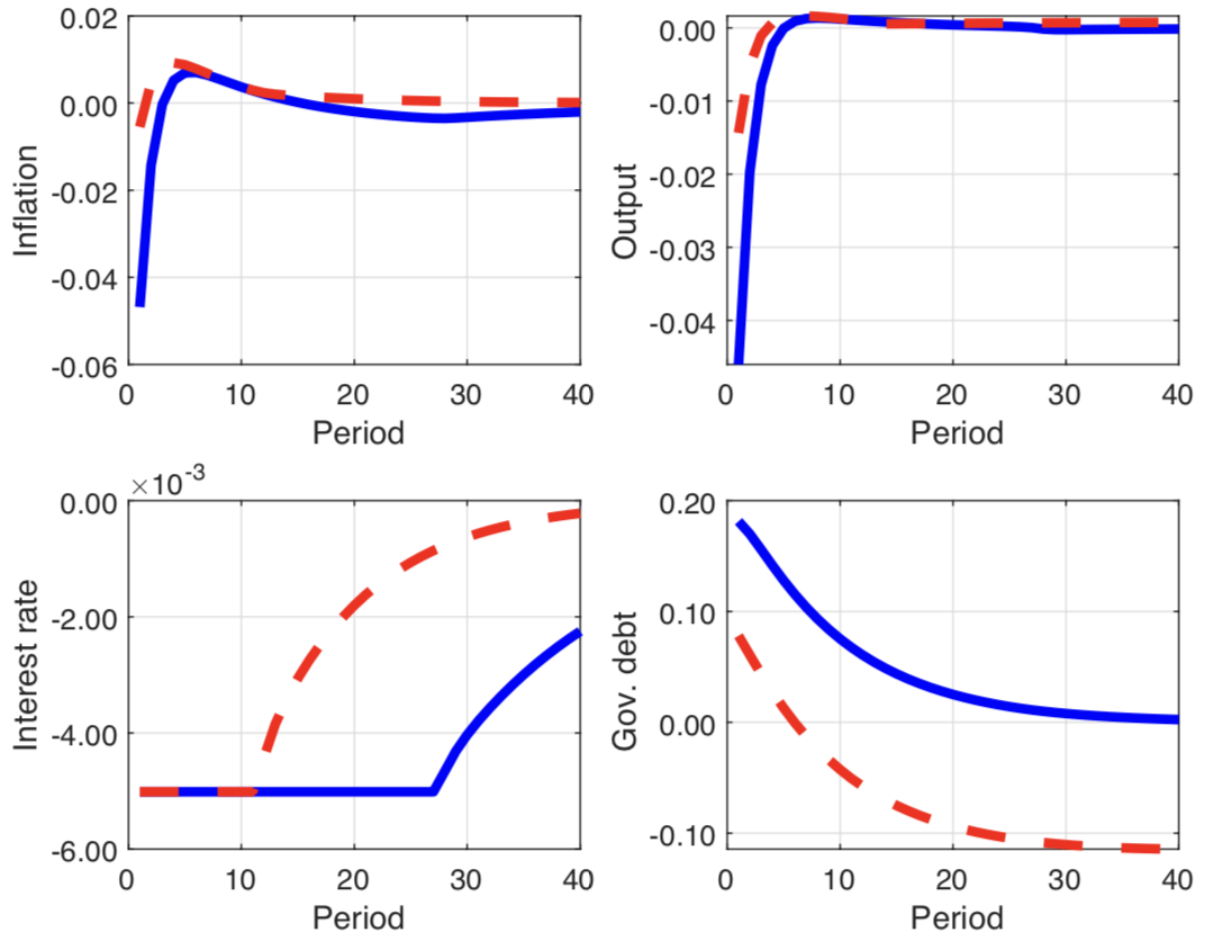 0.02
0.00
-0.02
-0.04
-0.06
Inflation
0 10 20 30 40
Period
0.00
-0.01
-0.02
-0.03
-0.04
Output
0 10 20 30 40
Period
×10⁻³
0.00
-2.00
-4.00
-6.00
Interest rate
0 10 20 30 40
Period
0.20
0.10
0.00
-0.10
Gov. debt
0 10 20 30 40
Period